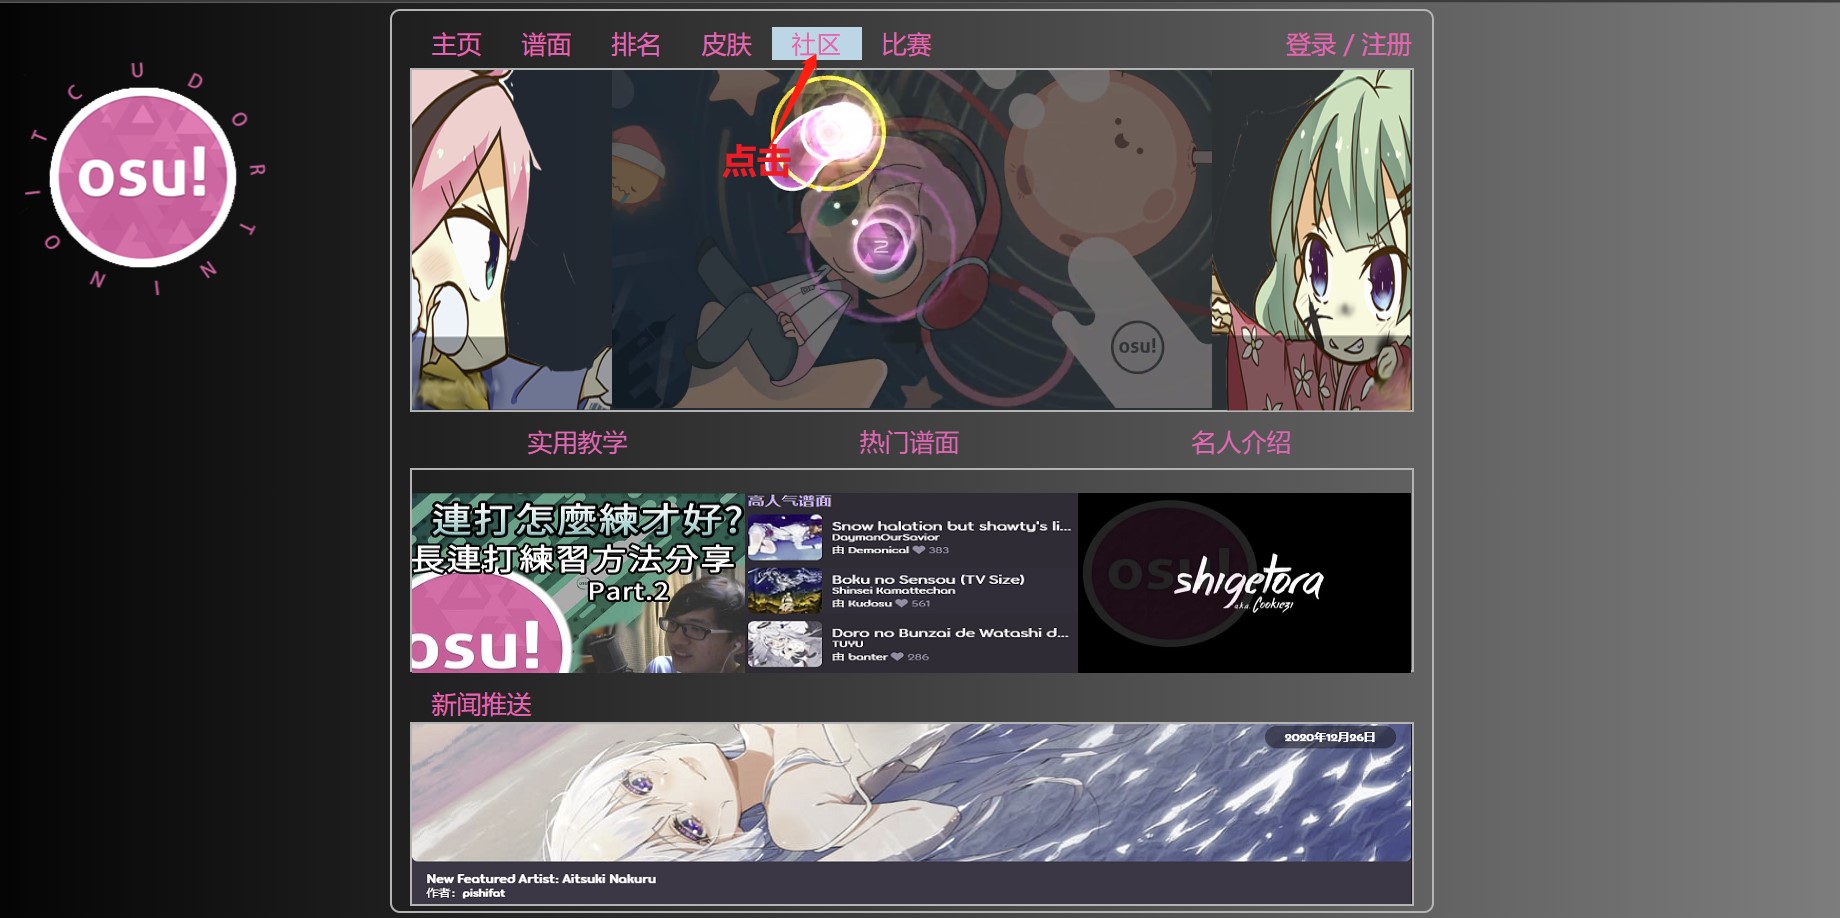 主页 谱面 排名 皮肤 社区 比赛 登录 / 注册
INTRODUCTION
osu!
点击
2
osu!
实用教学 热门谱面 名人介绍
連打怎麼練才好?
長連打練習方法分享
Part.2
osu!
高人气谱面
Snow halation but shawty's li...
DaymanOurSavior
由 Demonical 383
Boku no Sensou (TV Size)
Shinsei Kamattechan
由 Kudosu 561
Doro no Bunzai de Watashi d...
TUYU
由 banter 286
osu!
shigetora
a.k.a. Cookiezi
新闻推送
2020年12月26日
New Featured Artist: Aitsuki Nakuru
作者：pishifat